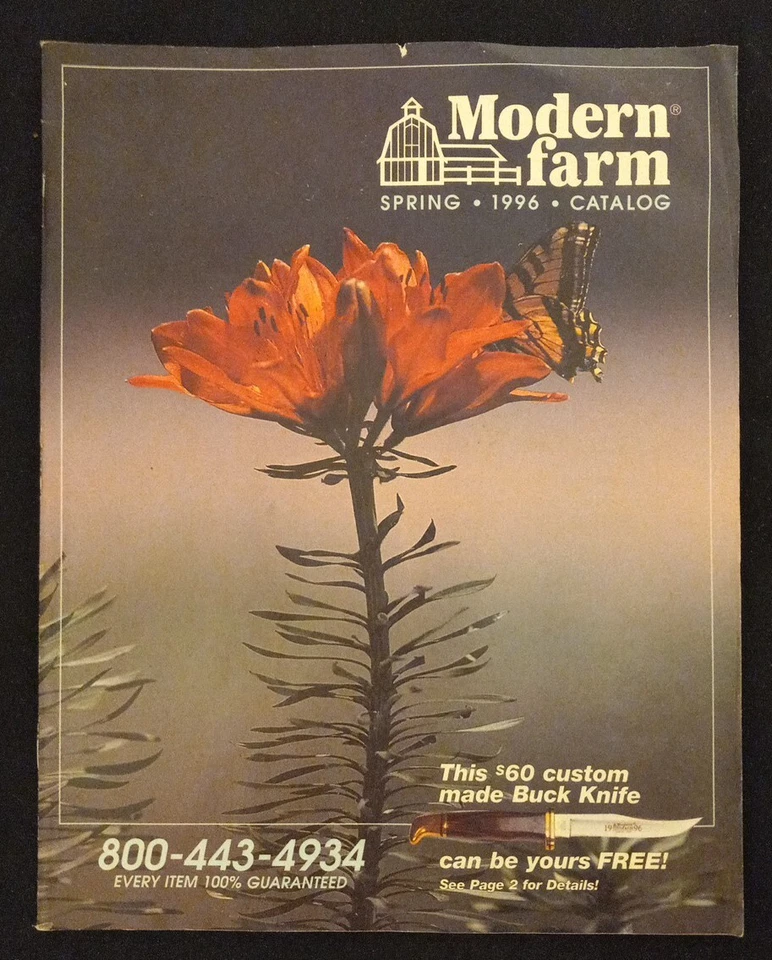 Modern®
farm
SPRING • 1996 • CATALOG
This $60 custom
made Buck Knife
800-443-4934
EVERY ITEM 100% GUARANTEED
can be yours FREE!
See Page 2 for Details!